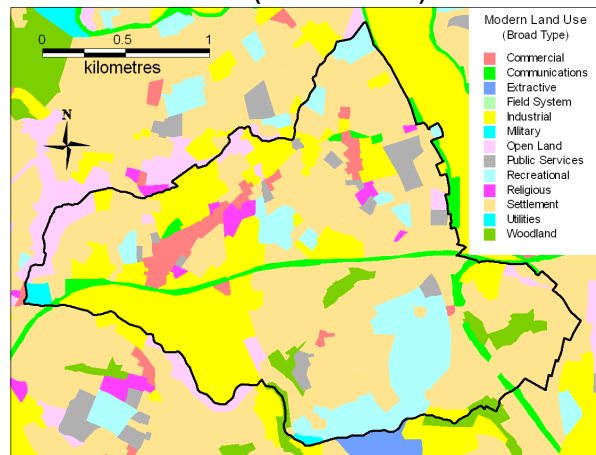 0 0.5 1
kilometres
N
Modern Land Use
(Broad Type)
Commercial
Communications
Extractive
Field System
Industrial
Military
Open Land
Public Services
Recreational
Religious
Settlement
Utilities
Woodland